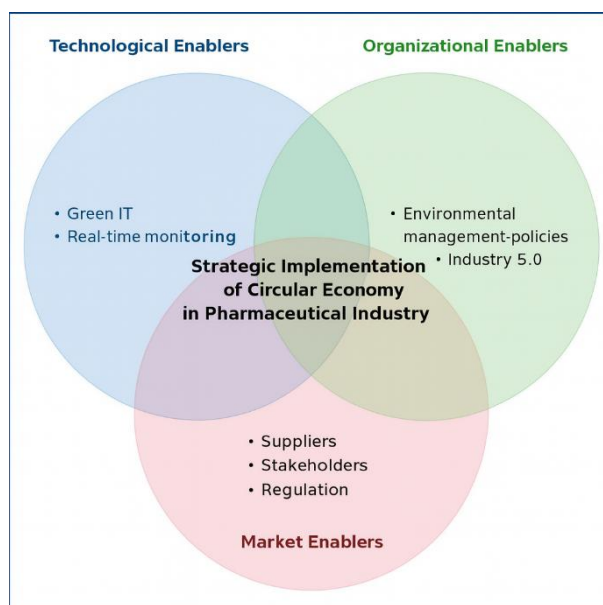 Technological Enablers
Organizational Enablers
• Green IT
• Real-time monitoring
• Environmental
management-policies
• Industry 5.0
Strategic Implementation
of Circular Economy
in Pharmaceutical Industry
• Suppliers
• Stakeholders
• Regulation
Market Enablers